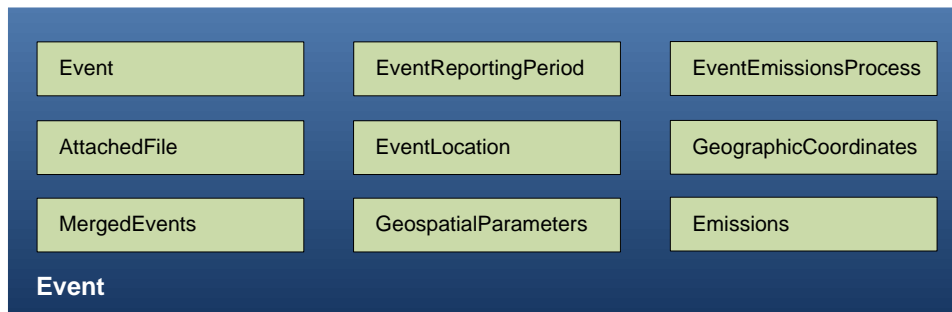 Event
EventReportingPeriod
EventEmissionsProcess
AttachedFile
EventLocation
GeographicCoordinates
MergedEvents
GeospatialParameters
Emissions
Event